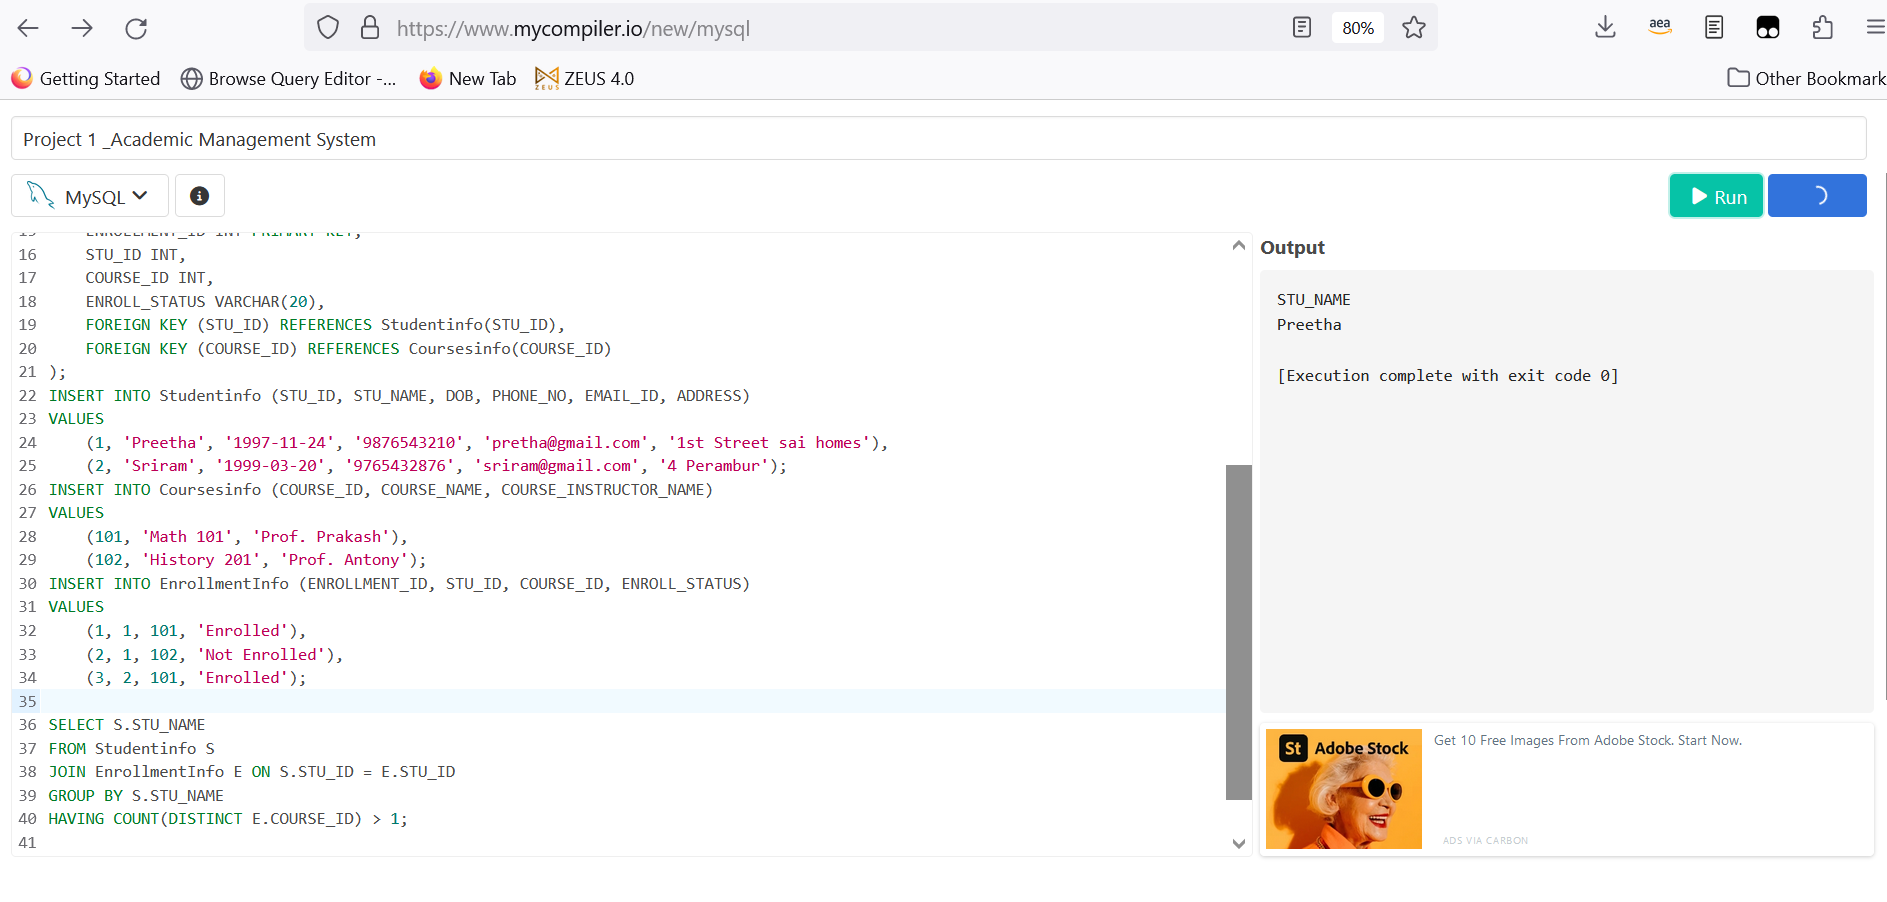 https://www.mycompiler.io/new/mysql
80%
aea
Getting Started
Browse Query Editor -...
New Tab
ZEUS
ZEUS 4.0
Other Bookmark
Project 1 _Academic Management System
MySQL
Run
15     ENROLLMENT_ID INT PRIMARY KEY,
16     STU_ID INT,
17     COURSE_ID INT,
18     ENROLL_STATUS VARCHAR(20),
19     FOREIGN KEY (STU_ID) REFERENCES Studentinfo(STU_ID),
20     FOREIGN KEY (COURSE_ID) REFERENCES Coursesinfo(COURSE_ID)
21 );
22 INSERT INTO Studentinfo (STU_ID, STU_NAME, DOB, PHONE_NO, EMAIL_ID, ADDRESS)
23 VALUES
24     (1, 'Preetha', '1997-11-24', '9876543210', 'pretha@gmail.com', '1st Street sai homes'),
25     (2, 'Sriram', '1999-03-20', '9765432876', 'sriram@gmail.com', '4 Perambur');
26 INSERT INTO Coursesinfo (COURSE_ID, COURSE_NAME, COURSE_INSTRUCTOR_NAME)
27 VALUES
28     (101, 'Math 101', 'Prof. Prakash'),
29     (102, 'History 201', 'Prof. Antony');
30 INSERT INTO EnrollmentInfo (ENROLLMENT_ID, STU_ID, COURSE_ID, ENROLL_STATUS)
31 VALUES
32     (1, 1, 101, 'Enrolled'),
33     (2, 1, 102, 'Not Enrolled'),
34     (3, 2, 101, 'Enrolled');
35
36 SELECT S.STU_NAME
37 FROM Studentinfo S
38 JOIN EnrollmentInfo E ON S.STU_ID = E.STU_ID
39 GROUP BY S.STU_NAME
40 HAVING COUNT(DISTINCT E.COURSE_ID) > 1;
41
Output
STU_NAME
Preetha
[Execution complete with exit code 0]
St Adobe Stock
Get 10 Free Images From Adobe Stock. Start Now.
ADS VIA CARBON